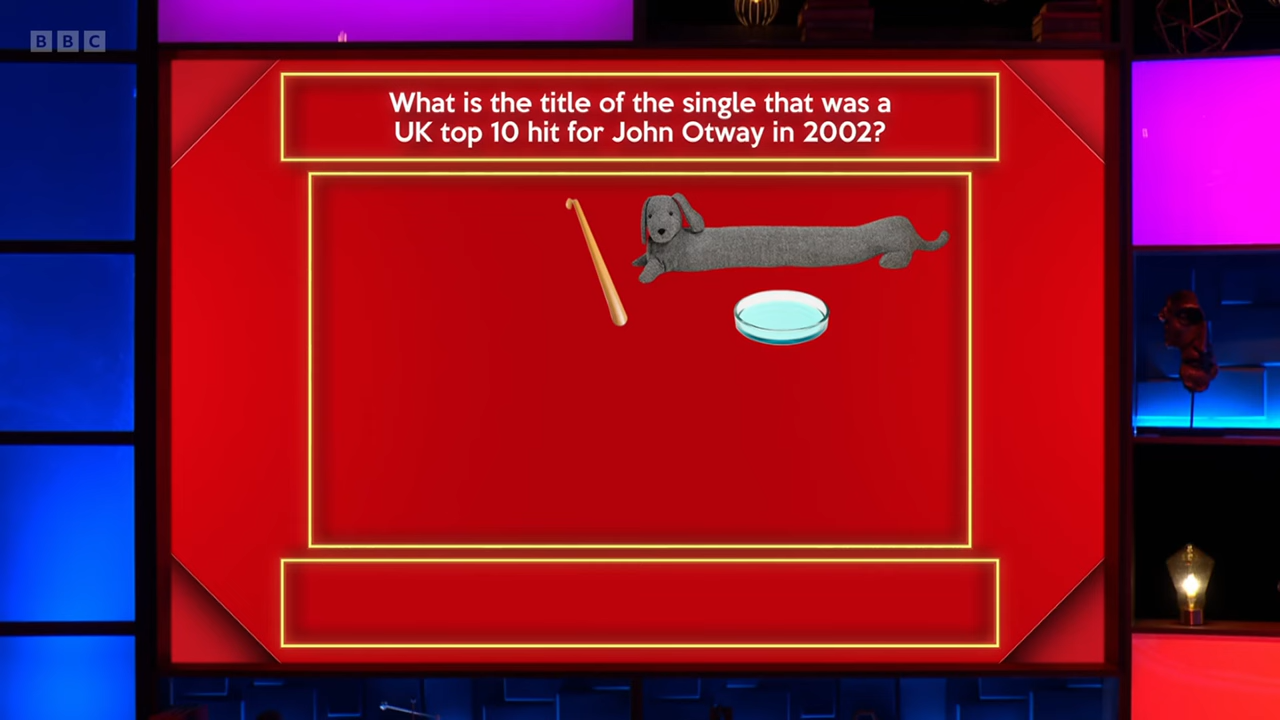 BBC
What is the title of the single that was a
UK top 10 hit for John Otway in 2002?